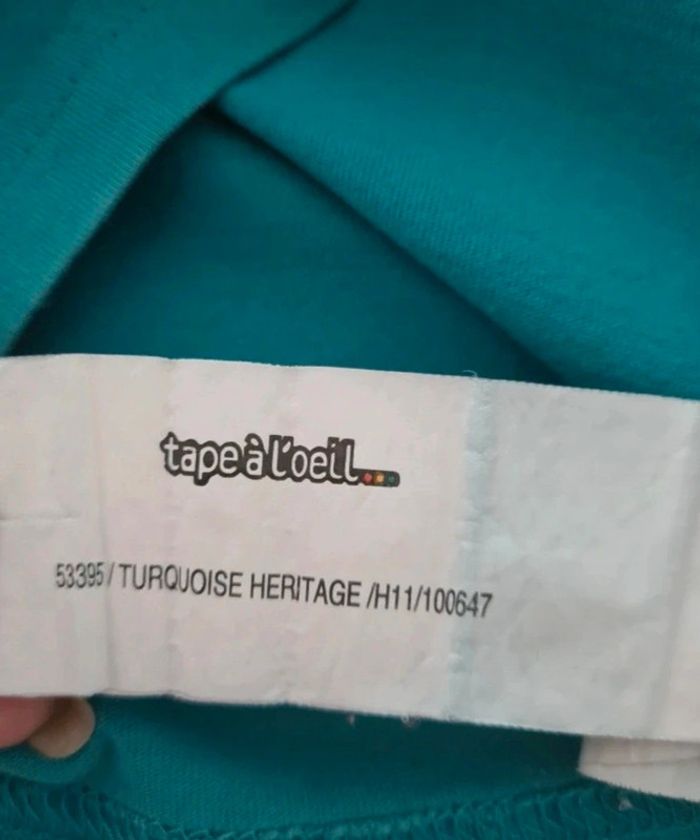 tape à l'oeil...
53395/ TURQUOISE HERITAGE /H11/100647